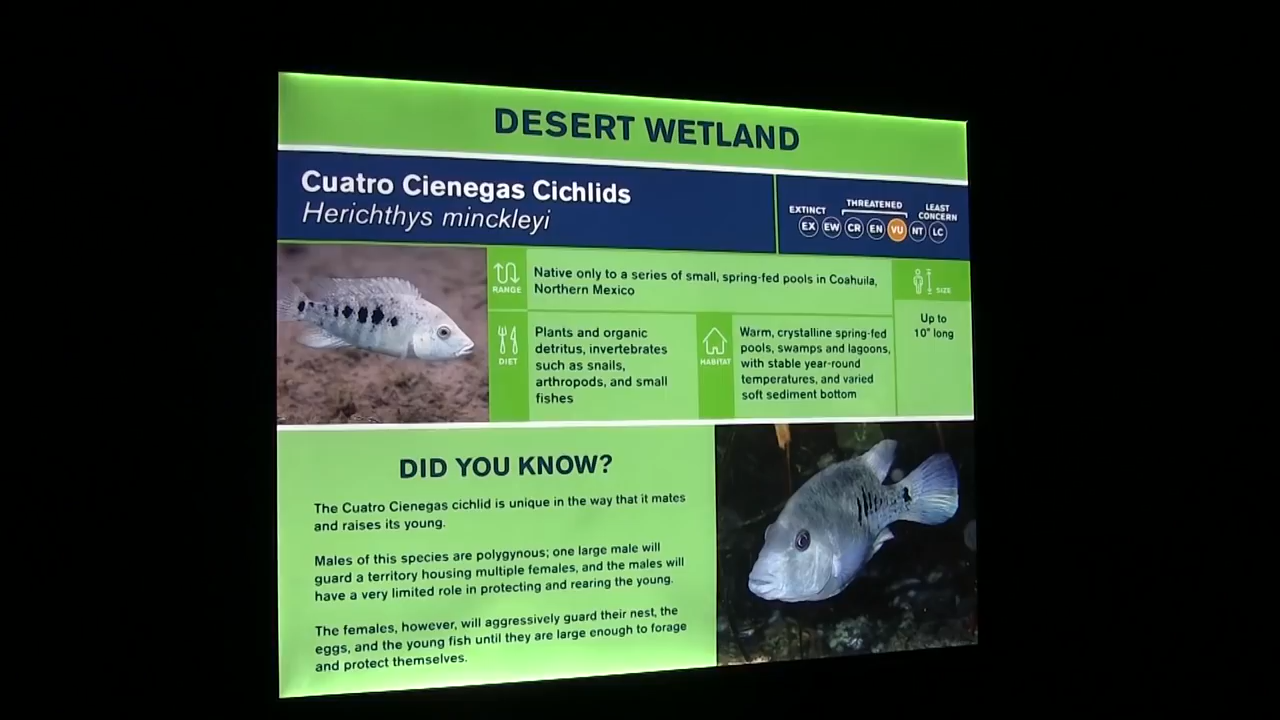 DESERT WETLAND
Cuatro Cienegas Cichlids
Herichthys minckleyi
EXTINCT
THREATENED
LEAST
CONCERN
EX EW CR EN VU NT LC
RANGE
Native only to a series of small, spring-fed pools in Coahuila,
Northern Mexico
SIZE
Up to
10" long
DIET
Plants and organic
detritus, invertebrates
such as snails,
arthropods, and small
fishes
HABITAT
Warm, crystalline spring-fed
pools, swamps and lagoons,
with stable year-round
temperatures, and varied
soft sediment bottom
DID YOU KNOW?
The Cuatro Cienegas cichlid is unique in the way that it mates
and raises its young.
Males of this species are polygynous; one large male will
guard a territory housing multiple females, and the males will
have a very limited role in protecting and rearing the young.
The females, however, will aggressively guard their nest, the
eggs, and the young fish until they are large enough to forage
and protect themselves.